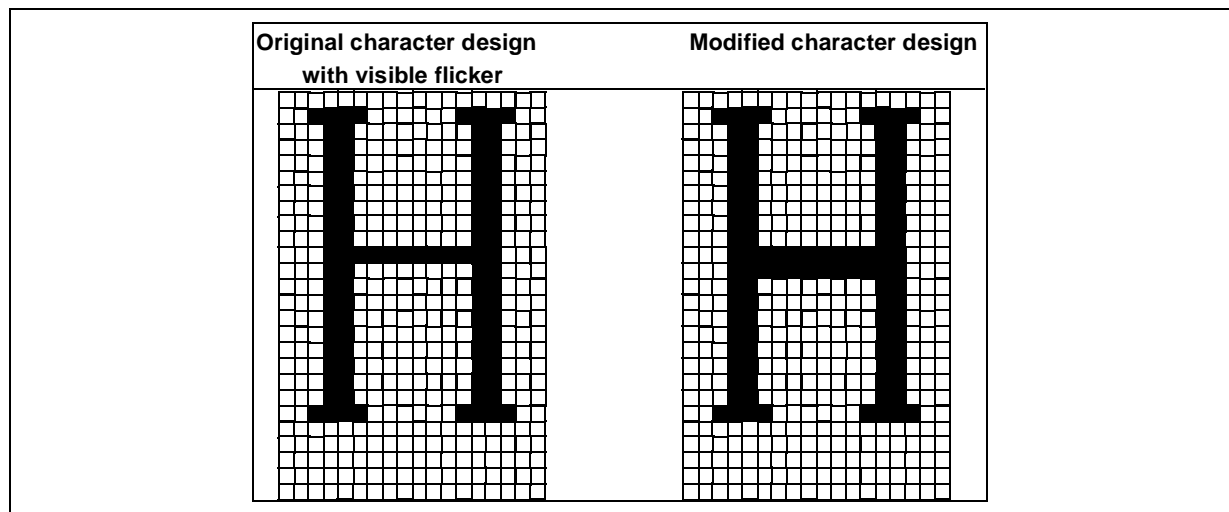 Original character design
with visible flicker
Modified character design
H
H